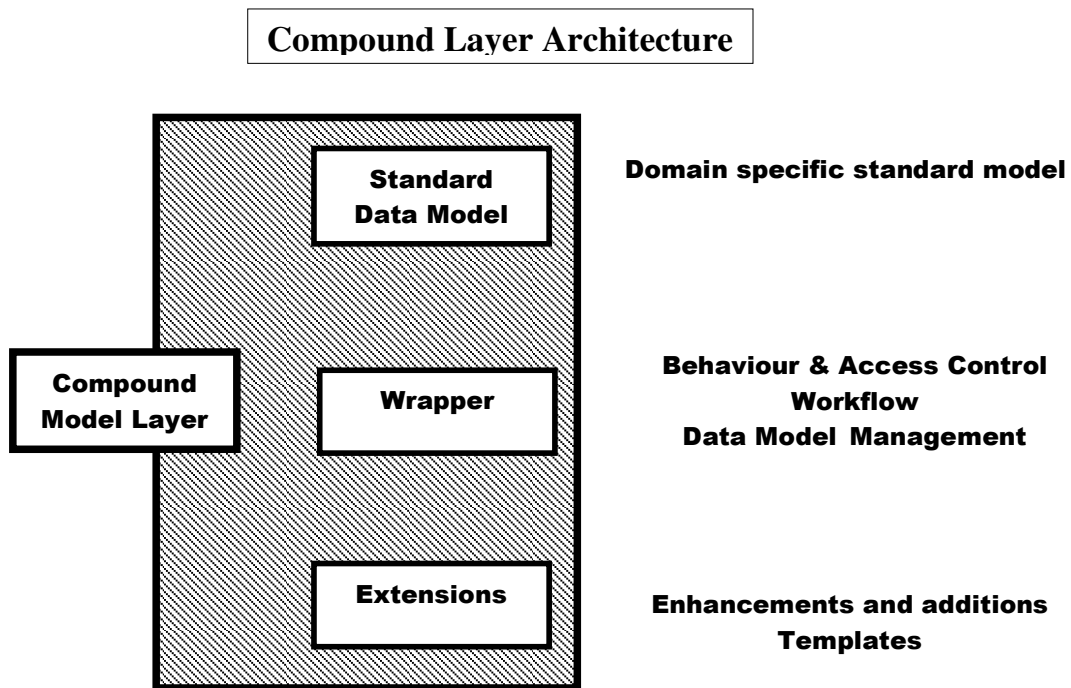 Compound Layer Architecture
Standard
Data Model
Domain specific standard model
Compound
Model Layer
Wrapper
Behaviour & Access Control
Workflow
Data Model Management
Extensions
Enhancements and additions
Templates